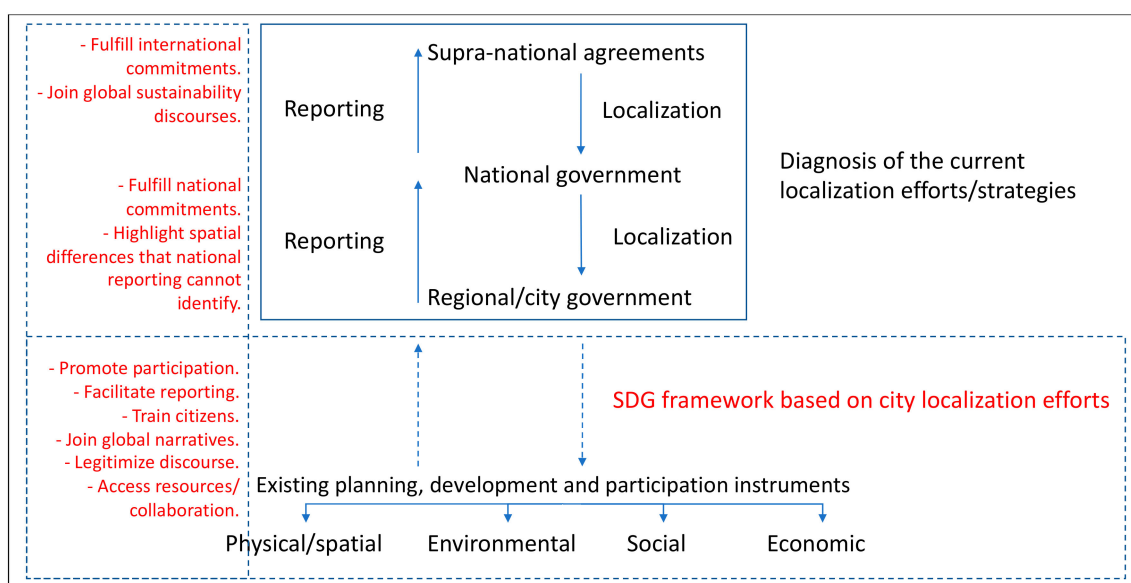 - Fulfill international
commitments.
- Join global sustainability
discourses.
- Fulfill national
commitments.
- Highlight spatial
differences that national
reporting cannot
identify.
- Promote participation.
- Facilitate reporting.
- Train citizens.
- Join global narratives.
- Legitimize discourse.
- Access resources/
collaboration.
Supra-national agreements
Reporting
Localization
National government
Reporting
Localization
Regional/city government
Diagnosis of the current
localization efforts/strategies
SDG framework based on city localization efforts
Existing planning, development and participation instruments
Physical/spatial
Environmental
Social
Economic